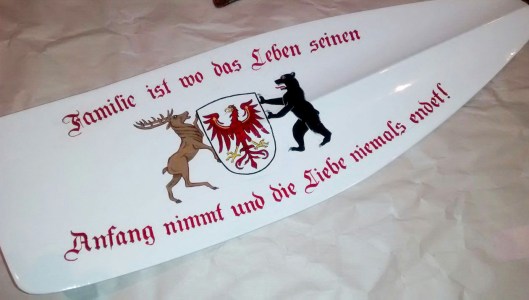 Familie ist wo das Leben seinen
Anfang nimmt und die Liebe niemals endet!